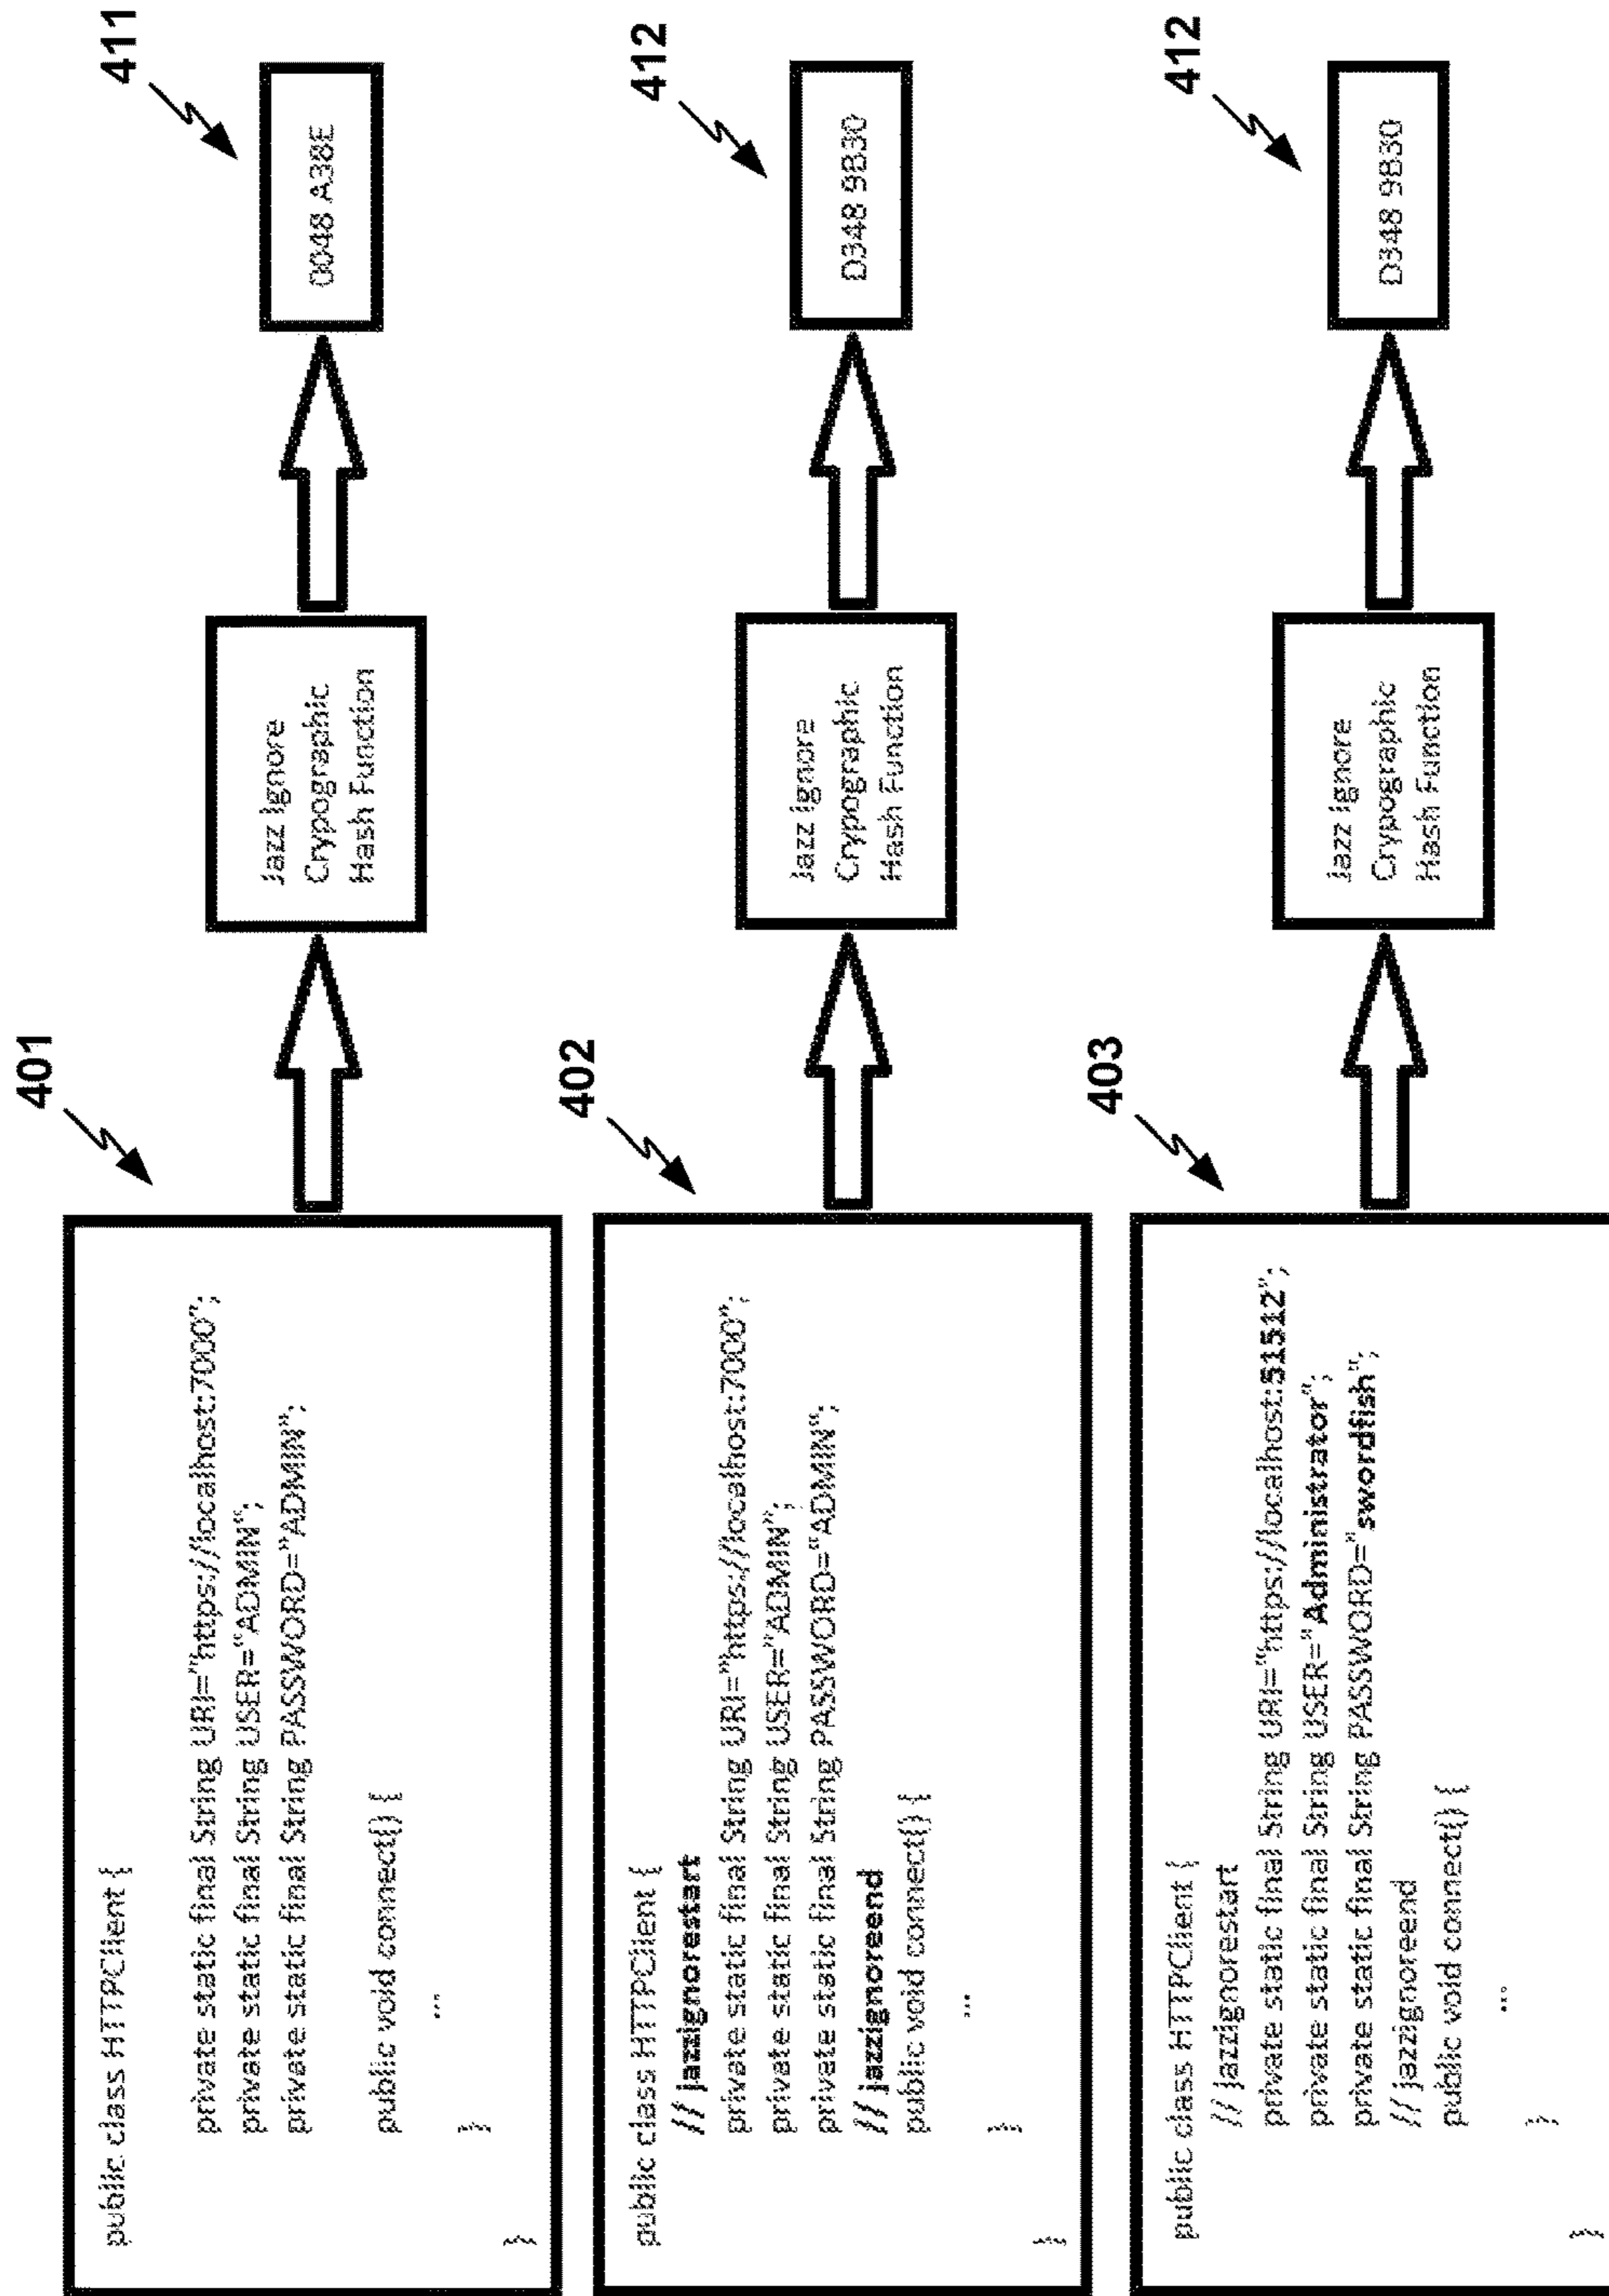 401
public class HTTPClient {
private static final String URI="https://localhost:7000";
private static final String USER="ADMIN";
private static final String PASSWORD="ADMIN";
public void connect() {
...
}
}
Jazz Ignore
Crypographic
Hash Function
411
0048 A38E
402
public class HTTPClient {
// jazzignorestart
private static final String URI="https://localhost:7000";
private static final String USER="ADMIN";
private static final String PASSWORD="ADMIN";
// jazzignoreend
public void connect() {
...
}
}
Jazz Ignore
Crypographic
Hash Function
412
D348 9B30
403
public class HTTPClient {
// jazzignorestart
private static final String URI="https://localhost:51512";
private static final String USER="Administrator";
private static final String PASSWORD="swordfish";
// jazzignoreend
public void connect() {
...
}
}
Jazz Ignore
Crypographic
Hash Function
412
D348 9B30